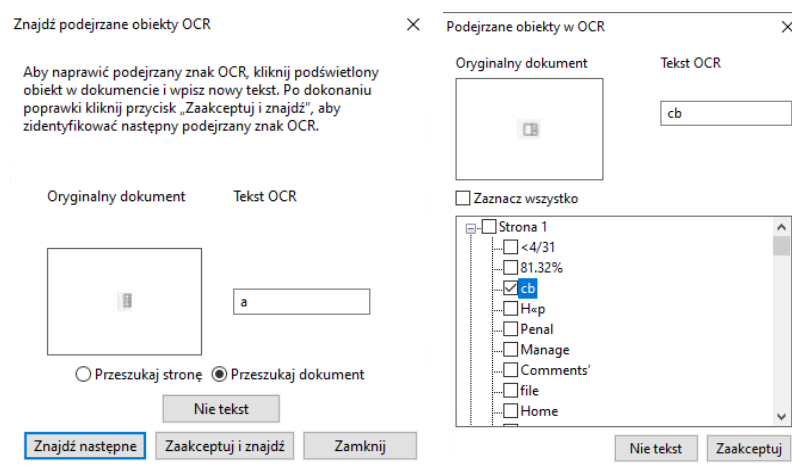 Znajdź podejrzane obiekty OCR
Aby naprawić podejrzany znak OCR, kliknij podświetlony
obiekt w dokumencie i wpisz nowy tekst. Po dokonaniu
poprawki kliknij przycisk „Zaakceptuj i znajdź”, aby
zidentyfikować następny podejrzany znak OCR.
Oryginalny dokument Tekst OCR
a
Przeszukaj stronę Przeszukaj dokument
Nie tekst
Znajdź następne Zaakceptuj i znajdź Zamknij
Podejrzane obiekty w OCR
Oryginalny dokument Tekst OCR
cb
Zaznacz wszystko
Strona 1
<4/31
81.32%
cb
H«p
Penal
Manage
Comments'
file
Home
Nie tekst Zaakceptuj